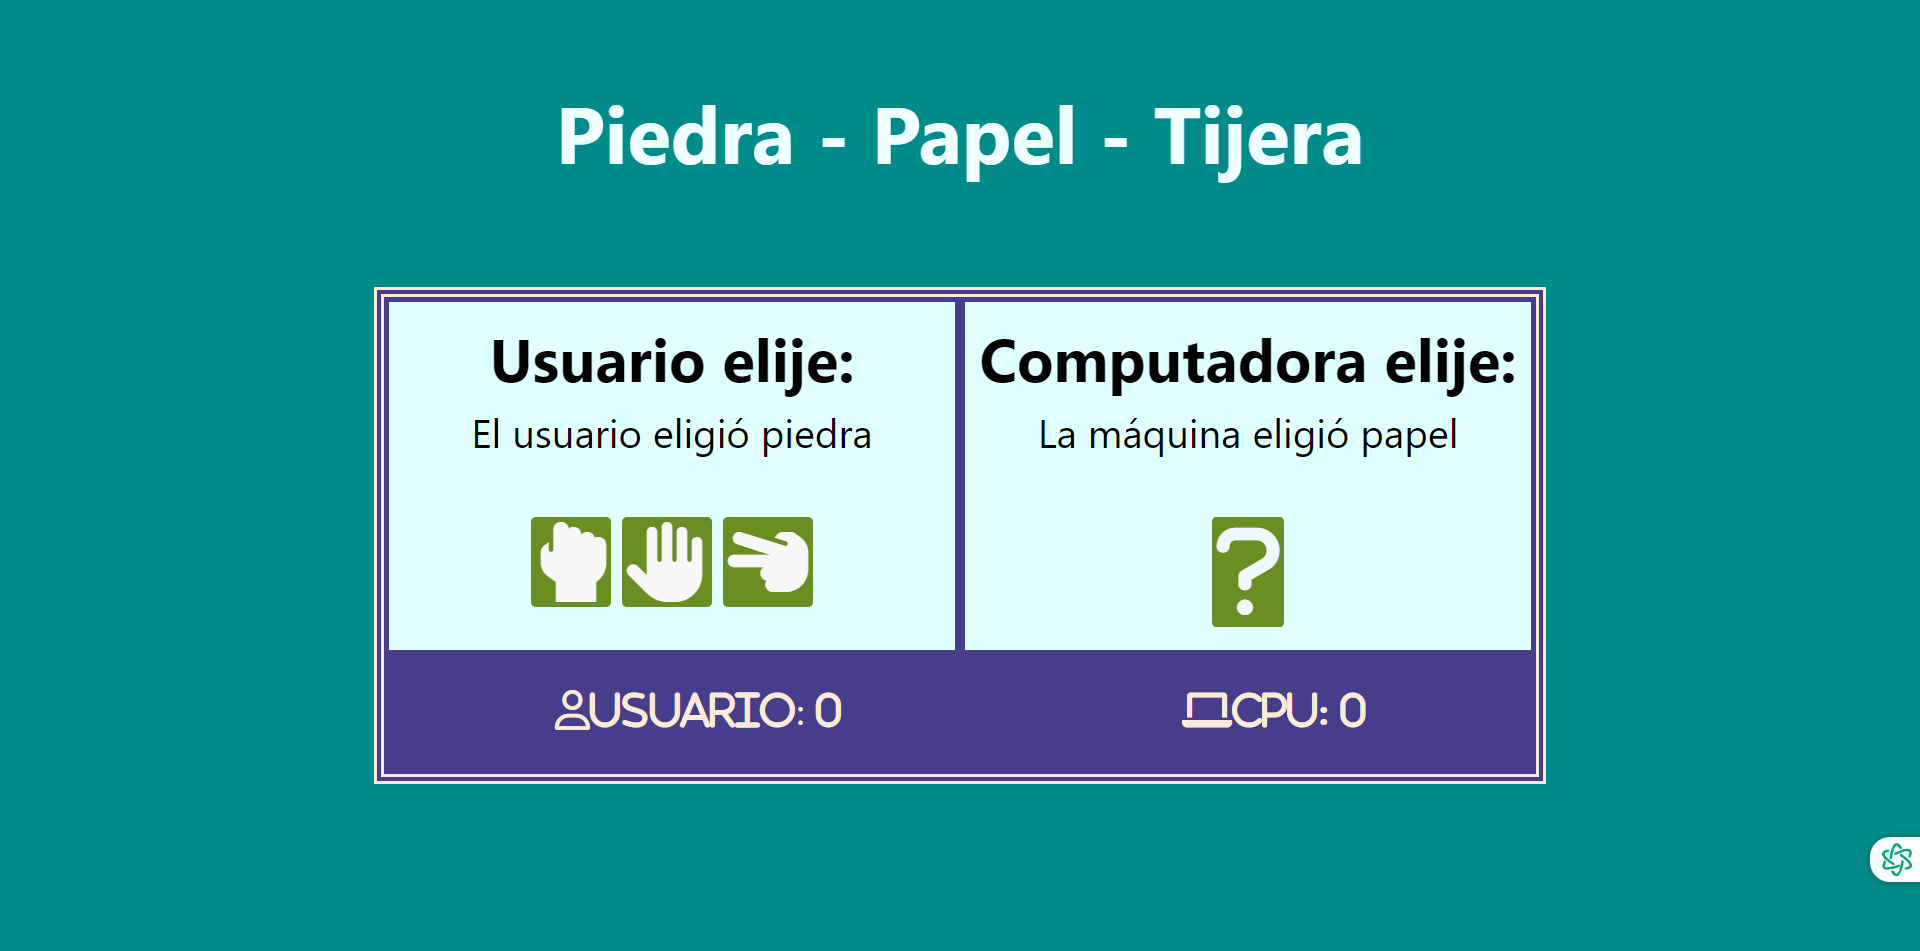 Piedra - Papel - Tijera
Usuario elije:
El usuario eligió piedra
Computadora elije:
La máquina eligió papel
?
USUARIO: 0
CPU: 0